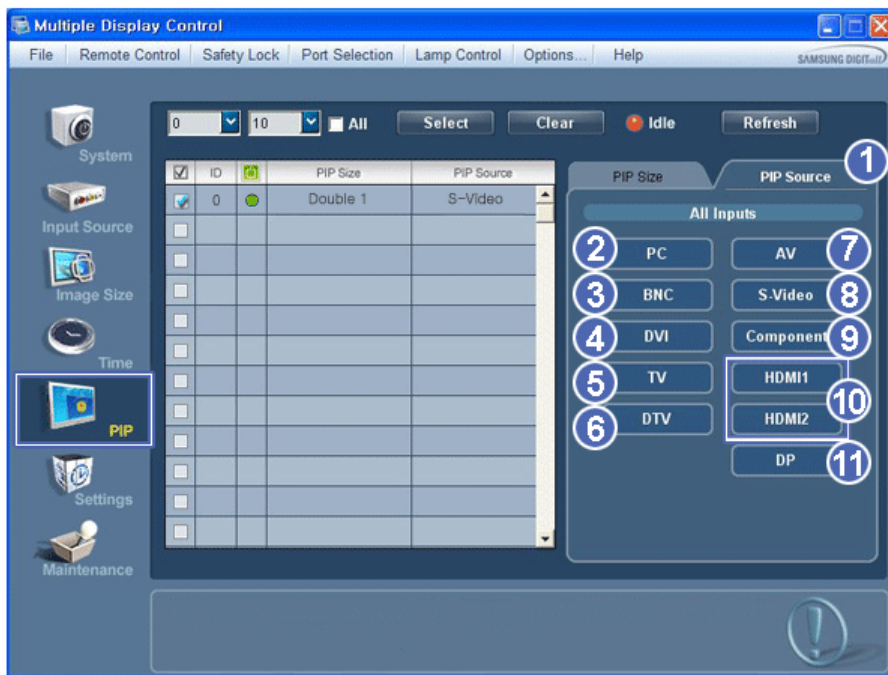 Multiple Display Control
File Remote Control Safety Lock Port Selection Lamp Control Options... Help SAMSUNG DIGITall
0 10 All Select Clear Idle Refresh
System
Input Source
Image Size
Time
PIP
Settings
Maintenance
ID PIP Size PIP Source
0 Double 1 S-Video
PIP Size PIP Source 1
All Inputs
2 PC AV 7
3 BNC S-Video 8
4 DVI Component 9
5 TV HDMI1
10
6 DTV HDMI2
DP 11